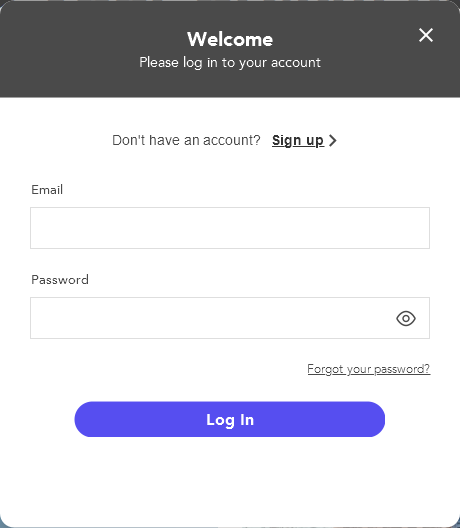 Welcome
Please log in to your account
Don't have an account? Sign up
Email
Password
Forgot your password?
Log In